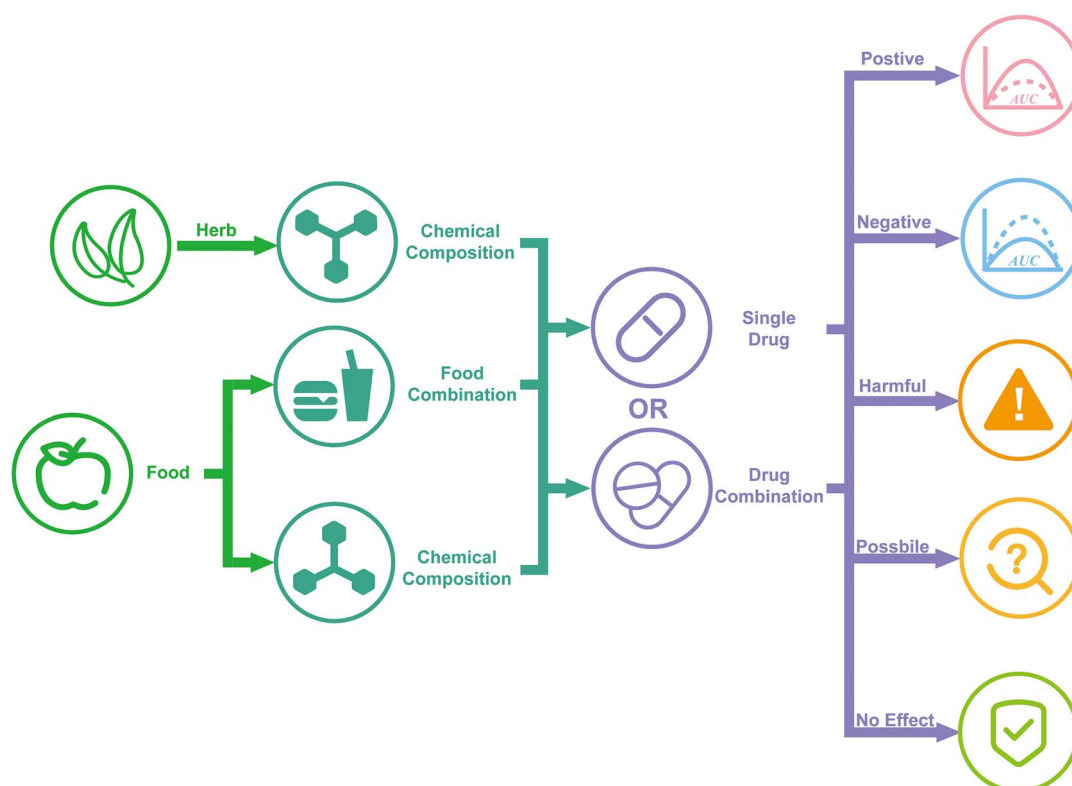 Postive
AUC
Herb
Chemical
Composition
Negative
AUC
Single
Drug
Food
Combination
OR
Harmful
Food
Drug
Combination
Chemical
Composition
Possbile
?
No Effect